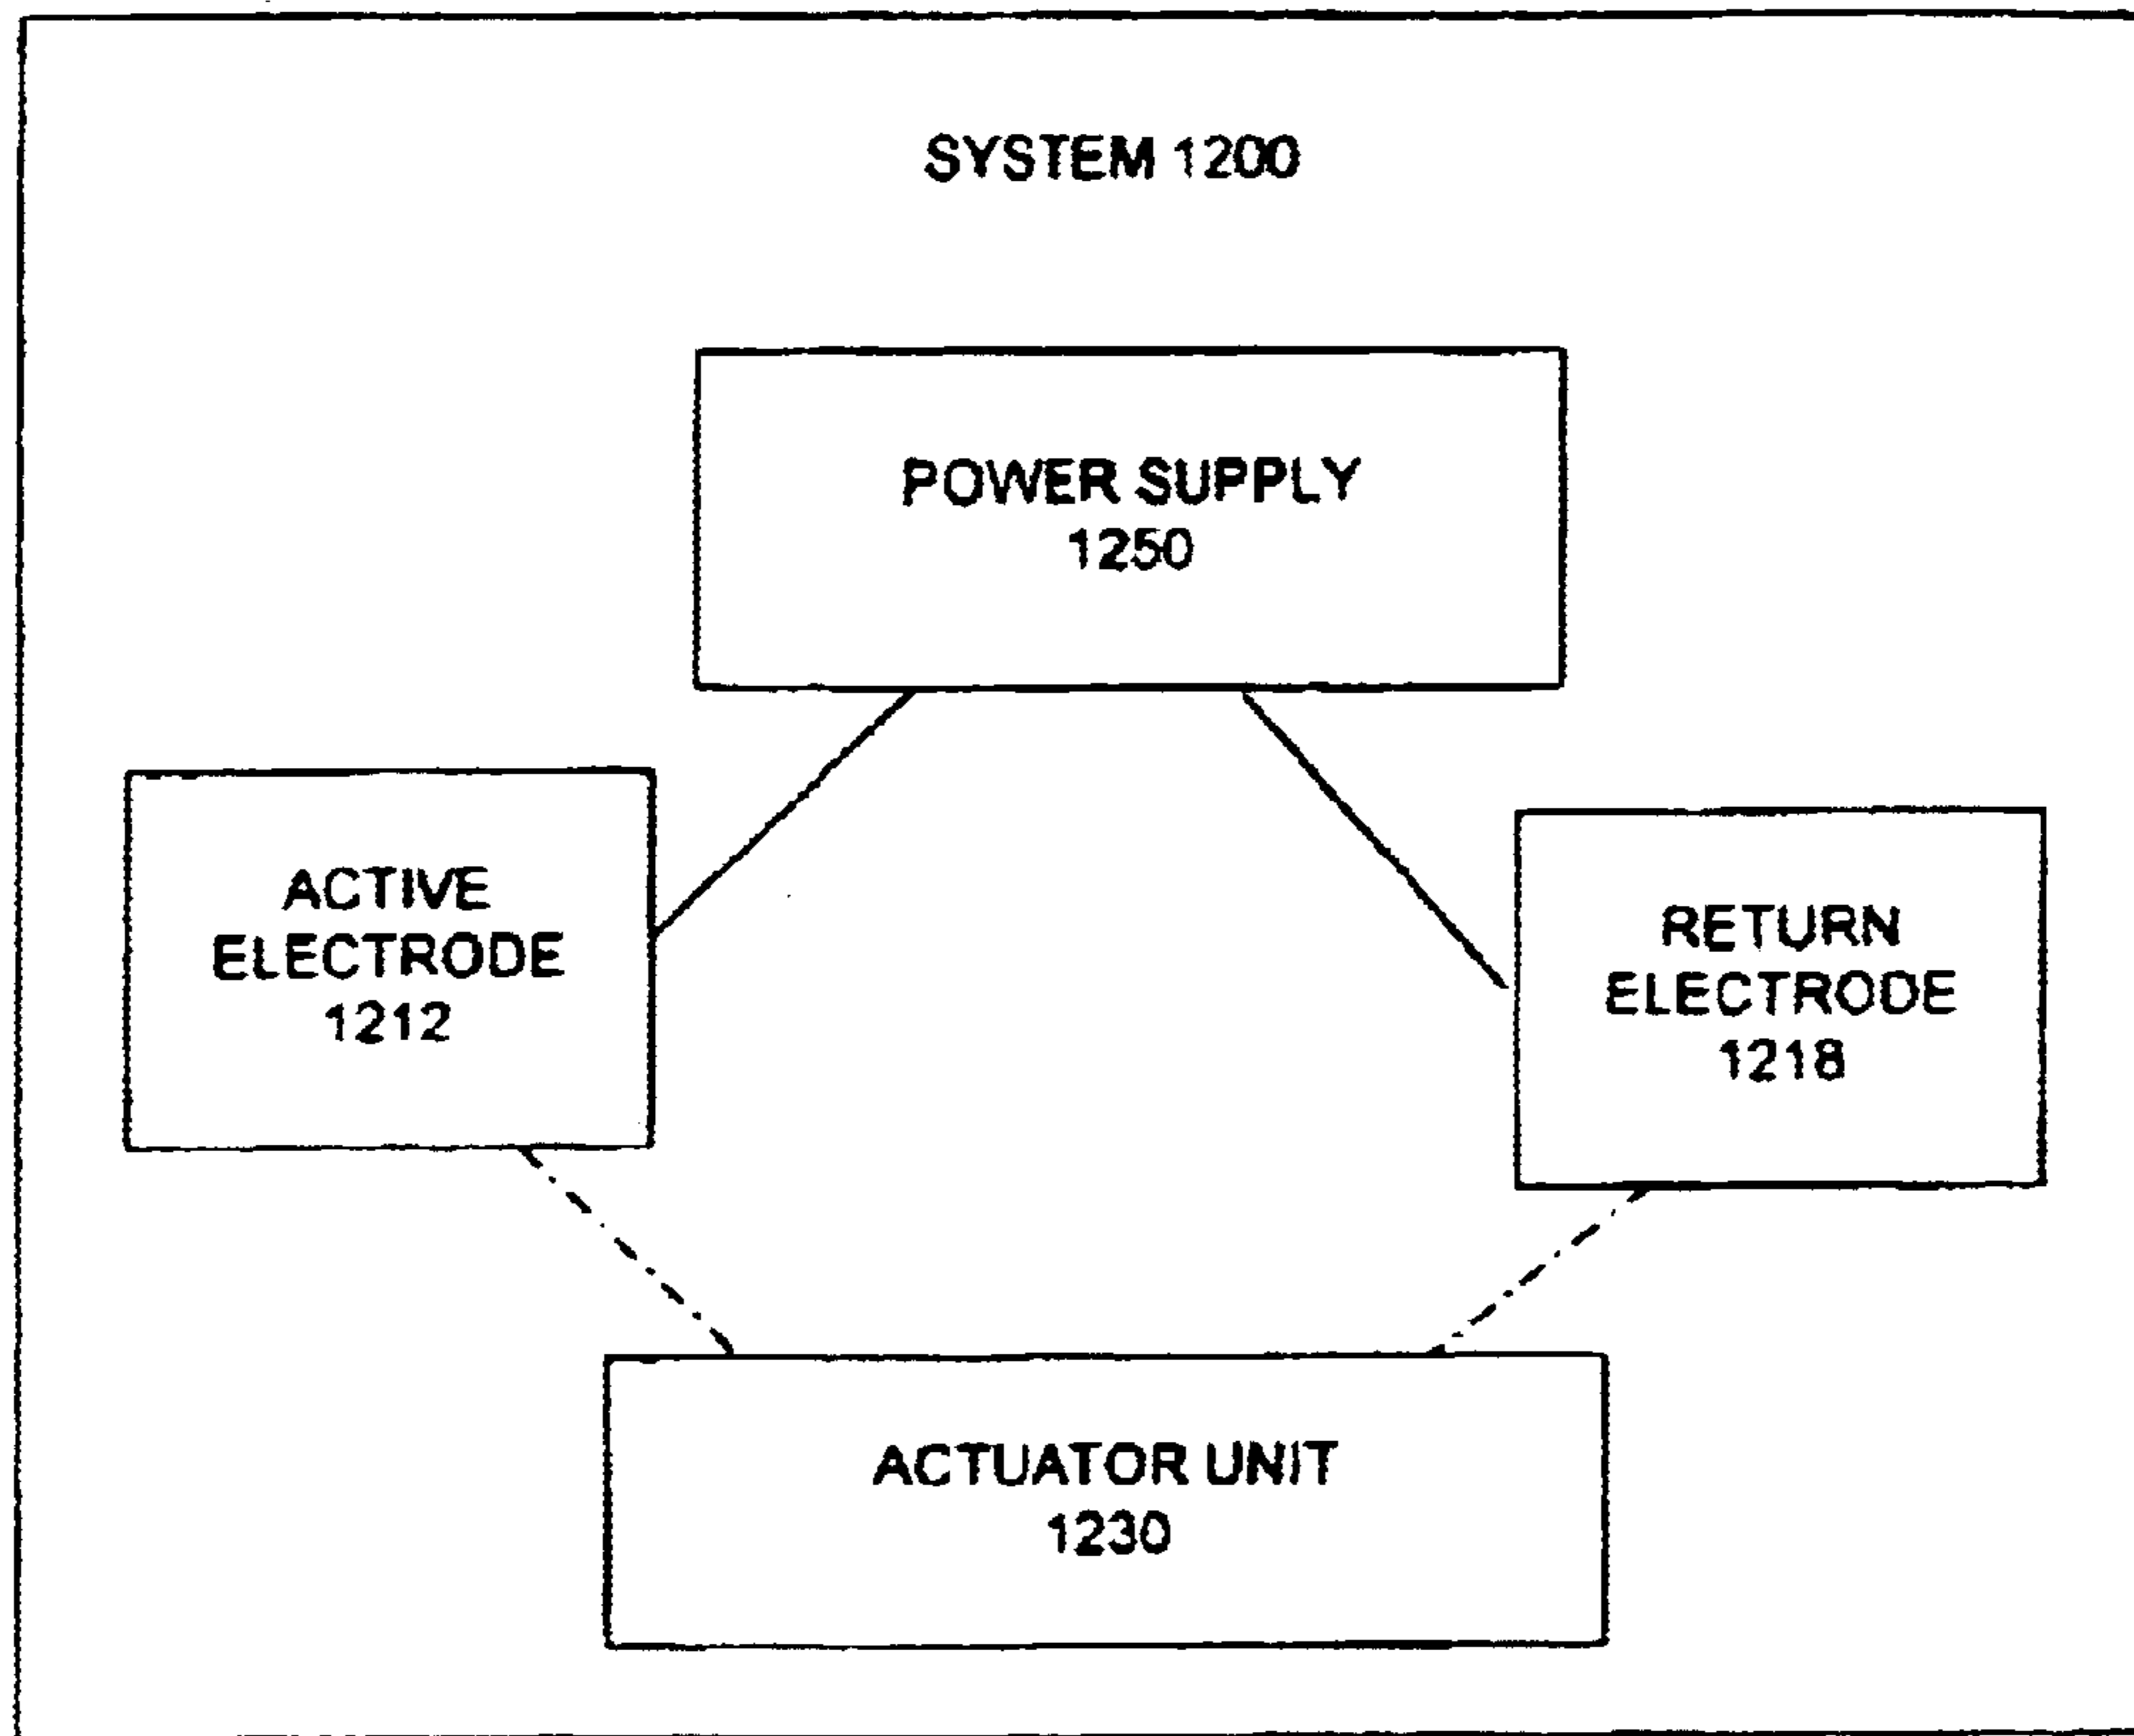 SYSTEM 1200
POWER SUPPLY
1250
ACTIVE
ELECTRODE
1212
RETURN
ELECTRODE
1218
ACTUATOR UNIT
1230